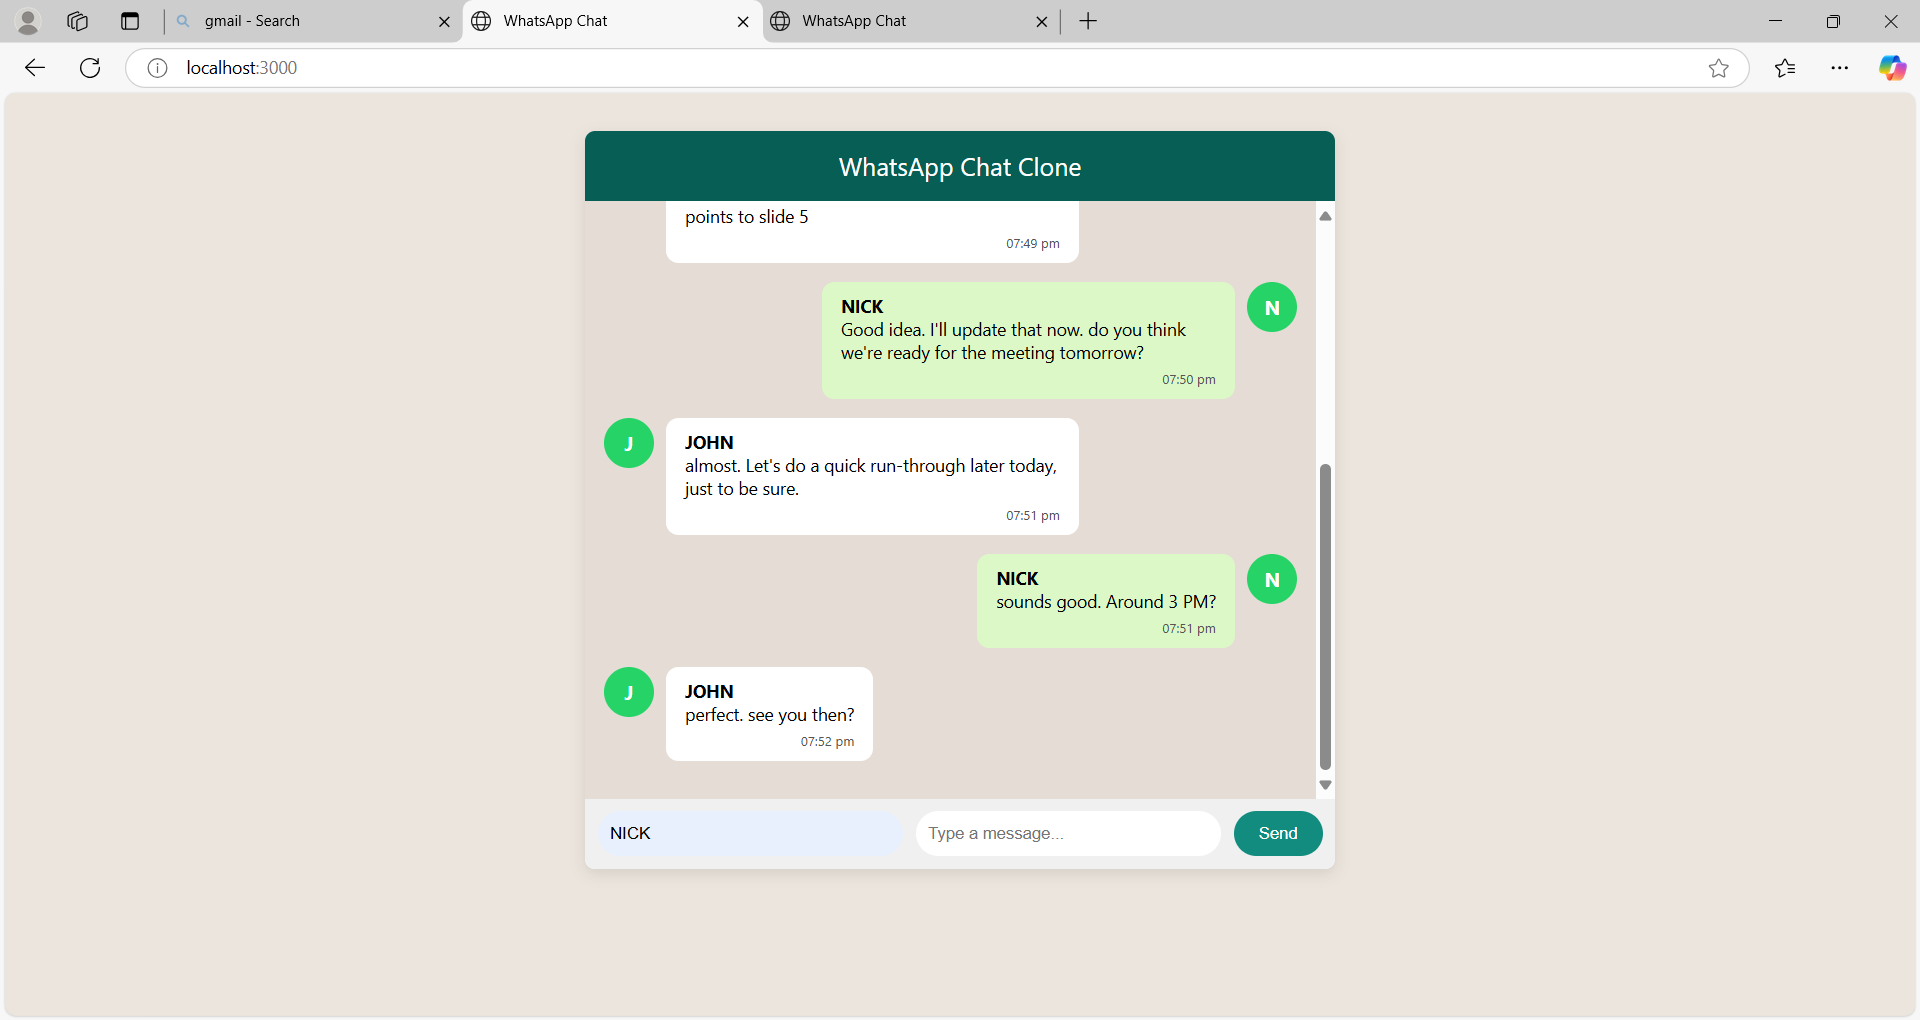 gmail - Search
WhatsApp Chat
WhatsApp Chat
localhost:3000
WhatsApp Chat Clone
points to slide 5
07:49 pm
NICK
Good idea. I'll update that now. do you think
we're ready for the meeting tomorrow?
07:50 pm
N
J
JOHN
almost. Let's do a quick run-through later today,
just to be sure.
07:51 pm
NICK
sounds good. Around 3 PM?
07:51 pm
N
J
JOHN
perfect. see you then?
07:52 pm
NICK
Type a message...
Send